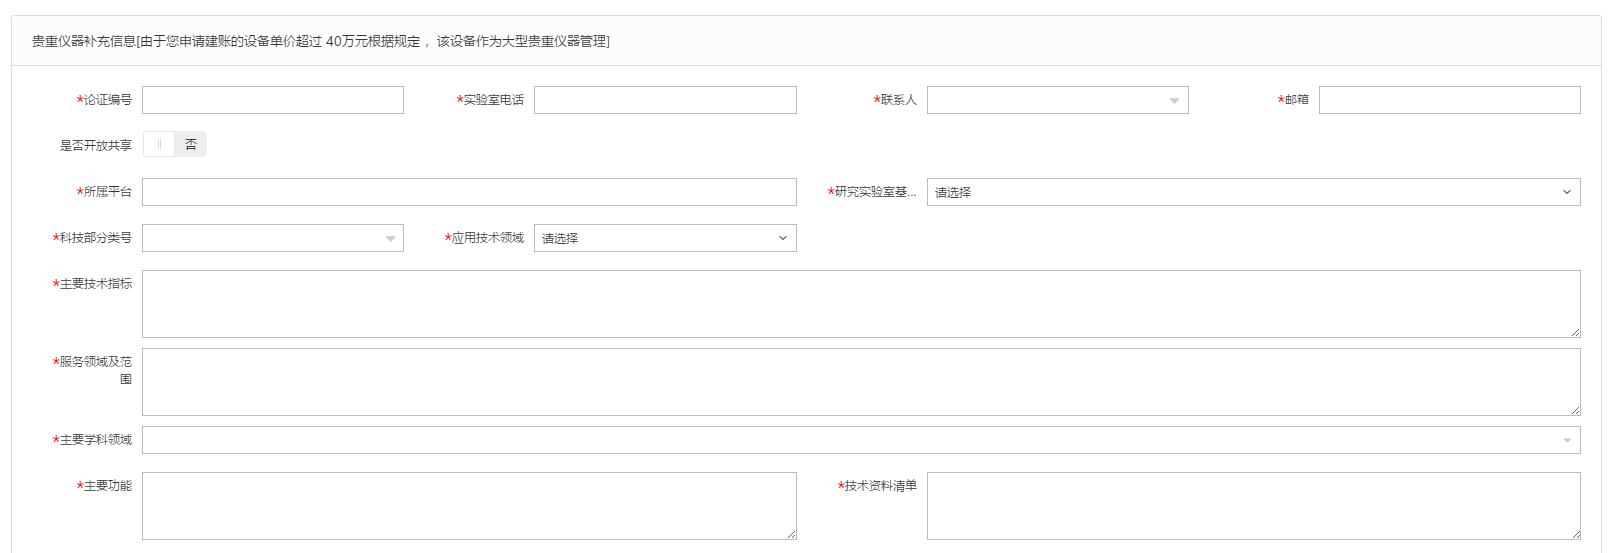 贵重仪器补充信息[由于您申请建账的设备单价超过 40万元根据规定 ，该设备作为大型贵重仪器管理]
*论证编号 *实验室电话 *联系人 *邮箱
是否开放共享 否
*所属平台 *研究实验室基... 请选择
*科技部分类号 *应用技术领域 请选择
*主要技术指标
*服务领域及范
围
*主要学科领域
*主要功能 *技术资料清单